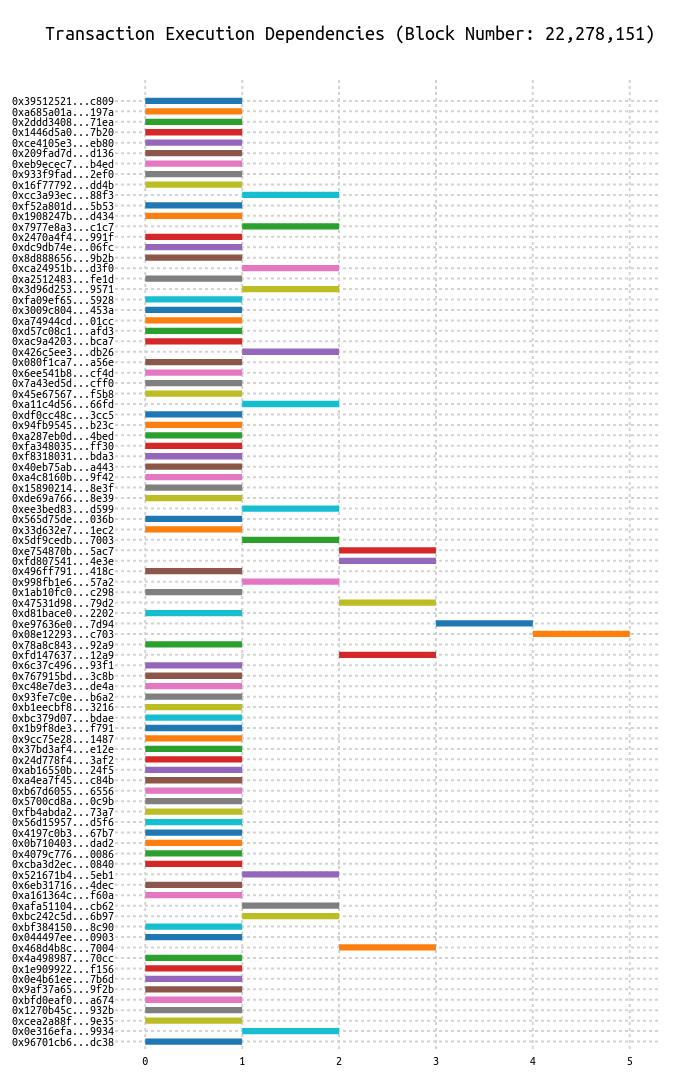 Transaction Execution Dependencies (Block Number: 22,278,151)
0x39512521...c809
0xa685a01a...197a
0x2ddd3408...71ea
0x1446d5a0...7b20
0xce4105e3...eb80
0x209fad7d...d136
0xeb9ecec7...b4ed
0x933f9fad...2ef0
0x16f77792...dd4b
0xcc3a93ec...88f3
0xf52a801d...5b53
0x1908247b...d434
0x7977e8a3...c1c7
0x2470a4f4...991f
0xdc9db74e...06fc
0x8d888656...9b2b
0xca24951b...d3f0
0xa2512483...fe1d
0x3d96d253...9571
0xfa09ef65...5928
0x3009c804...453a
0xa74944cd...01cc
0xd57c08c1...afd3
0xac9a4203...bca7
0x426c5ee3...db26
0x080f1ca7...a56e
0x6ee541b8...cf4d
0x7a43ed5d...cff0
0x45e67567...f5b8
0xa11c4d56...66fd
0xdf0cc48c...3cc5
0x94fb9545...b23c
0xa287eb0d...4bed
0xfa348035...ff30
0xf8318031...bda3
0x40eb75ab...a443
0xa4c8160b...9f42
0x15890214...8e3f
0xde69a766...8e39
0xee3bed83...d599
0x565d75de...036b
0x33d632e7...1ec2
0x5df9cedb...7003
0xe754870b...5ac7
0xfd807541...4e3e
0x496ff791...418c
0x998fb1e6...57a2
0x1ab10fc0...c298
0x47531d98...79d2
0xd81bace0...2202
0xe97636e0...7d94
0x08e12293...c703
0x78a8c843...92a9
0xfd147637...12a9
0x6c37c496...93f1
0x767915bd...3c8b
0xc48e7de3...de4a
0x93fe7c0e...b6a2
0xb1eecbf8...3216
0xbc379d07...bdae
0x1b9f8de3...f791
0x9cc75e28...1487
0x37bd3af4...e12e
0x24d778f4...3af2
0xab16550b...24f5
0xa4ea7f45...c84b
0xb67d6055...6556
0x5700cd8a...0c9b
0xfb4abda2...73a7
0x56d15957...d5f6
0x4197c0b3...67b7
0x0b710403...dad2
0x4079c776...0086
0xcba3d2ec...0840
0x521671b4...5eb1
0x6eb31716...4dec
0xa161364c...f60a
0xafa51104...cb62
0xbc242c5d...6b97
0xbf384150...8c90
0x044497ee...0903
0x468d4b8c...7004
0x4a498987...70cc
0x1e909922...f156
0x0e4b61ee...7b6d
0x9af37a65...9f2b
0xbfd0eaf0...a674
0x1270b45c...932b
0xcea2a88f...9e35
0x0e316efa...9934
0x96701cb6...dc38
0 1 2 3 4 5